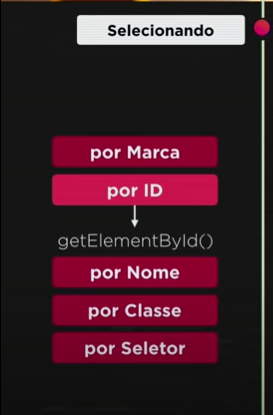 Selecionando
por Marca
por ID
getElementById()
por Nome
por Classe
por Seletor